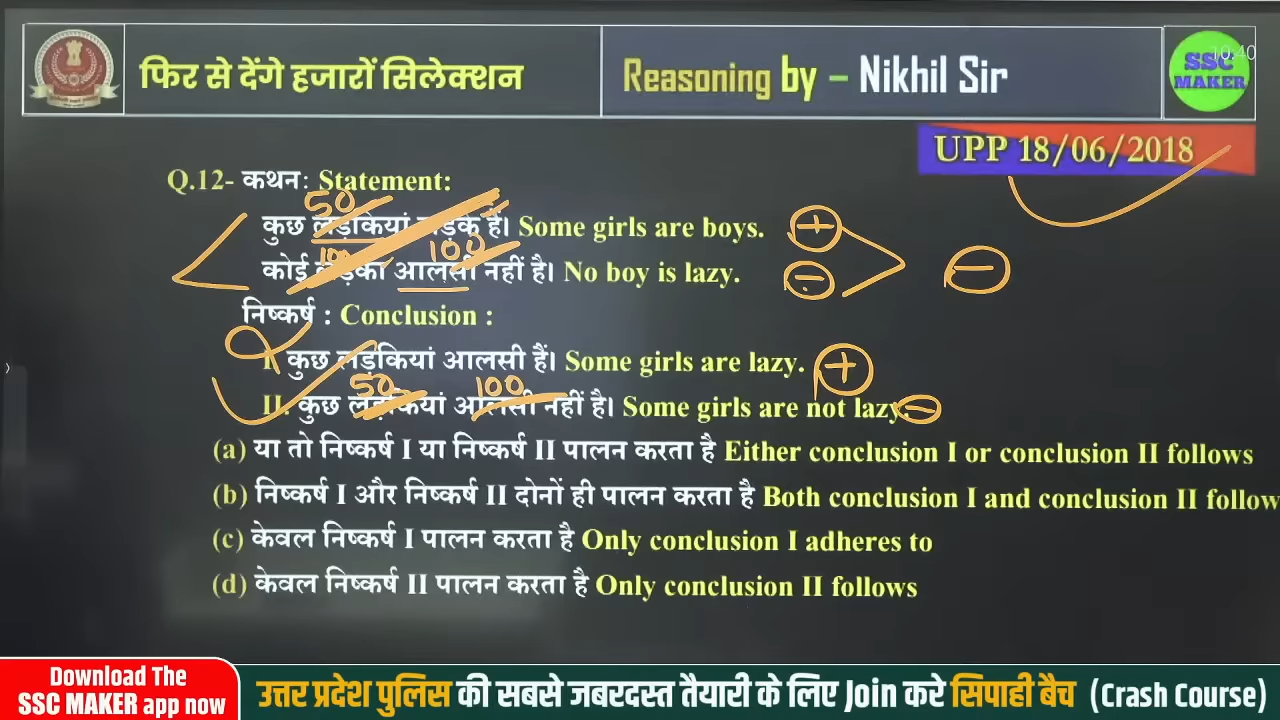 फिर से देंगे हजारों सिलेक्शन
Reasoning by – Nikhil Sir
10:40
SSC
MAKER
UPP 18/06/2018
Q.12- कथन: Statement:
50
कुछ लड़कियां लड़के हैं। Some girls are boys. +
100 100
कोई लड़का आलसी नहीं है। No boy is lazy. − −
निष्कर्ष : Conclusion :
I. कुछ लड़कियां आलसी हैं। Some girls are lazy. +
50 100
II. कुछ लड़कियां आलसी नहीं है। Some girls are not lazy. −
(a) या तो निष्कर्ष I या निष्कर्ष II पालन करता है Either conclusion I or conclusion II follows
(b) निष्कर्ष I और निष्कर्ष II दोनों ही पालन करता है Both conclusion I and conclusion II follow
(c) केवल निष्कर्ष I पालन करता है Only conclusion I adheres to
(d) केवल निष्कर्ष II पालन करता है Only conclusion II follows
Download The
SSC MAKER app now
उत्तर प्रदेश पुलिस की सबसे जबरदस्त तैयारी के लिए Join करे सिपाही बैच (Crash Course)